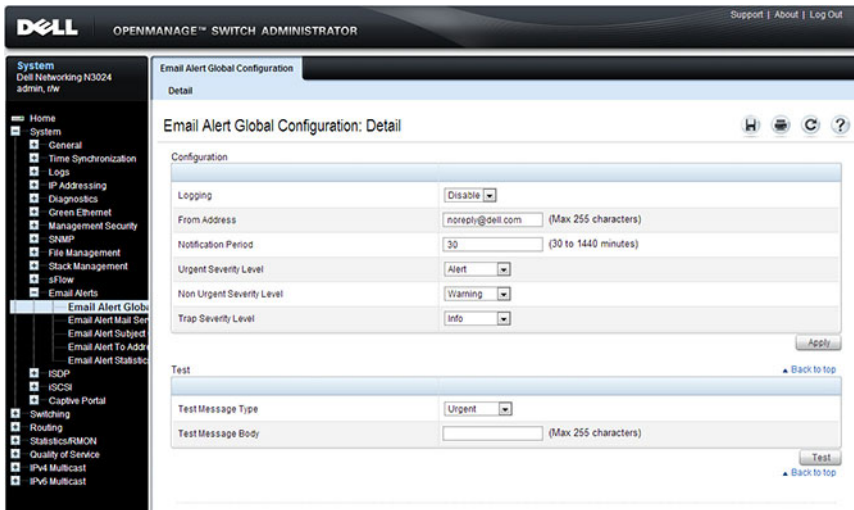 Support | About | Log Out
DELL
OPENMANAGE™ SWITCH ADMINISTRATOR
System
Dell Networking N3024
admin, r/w
Home
System
General
Time Synchronization
Logs
IP Addressing
Diagnostics
Green Ethernet
Management Security
SNMP
File Management
Stack Management
sFlow
Email Alerts
Email Alert Globa
Email Alert Mail Ser
Email Alert Subject
Email Alert To Addre
Email Alert Statistics
ISDP
iSCSI
Captive Portal
Switching
Routing
Statistics/RMON
Quality of Service
IPv4 Multicast
IPv6 Multicast
Email Alert Global Configuration
Detail
Email Alert Global Configuration: Detail
Configuration
Logging Disable
From Address noreply@dell.com (Max 255 characters)
Notification Period 30 (30 to 1440 minutes)
Urgent Severity Level Alert
Non Urgent Severity Level Warning
Trap Severity Level Info
Apply
Test
Back to top
Test Message Type Urgent
Test Message Body (Max 255 characters)
Test
Back to top